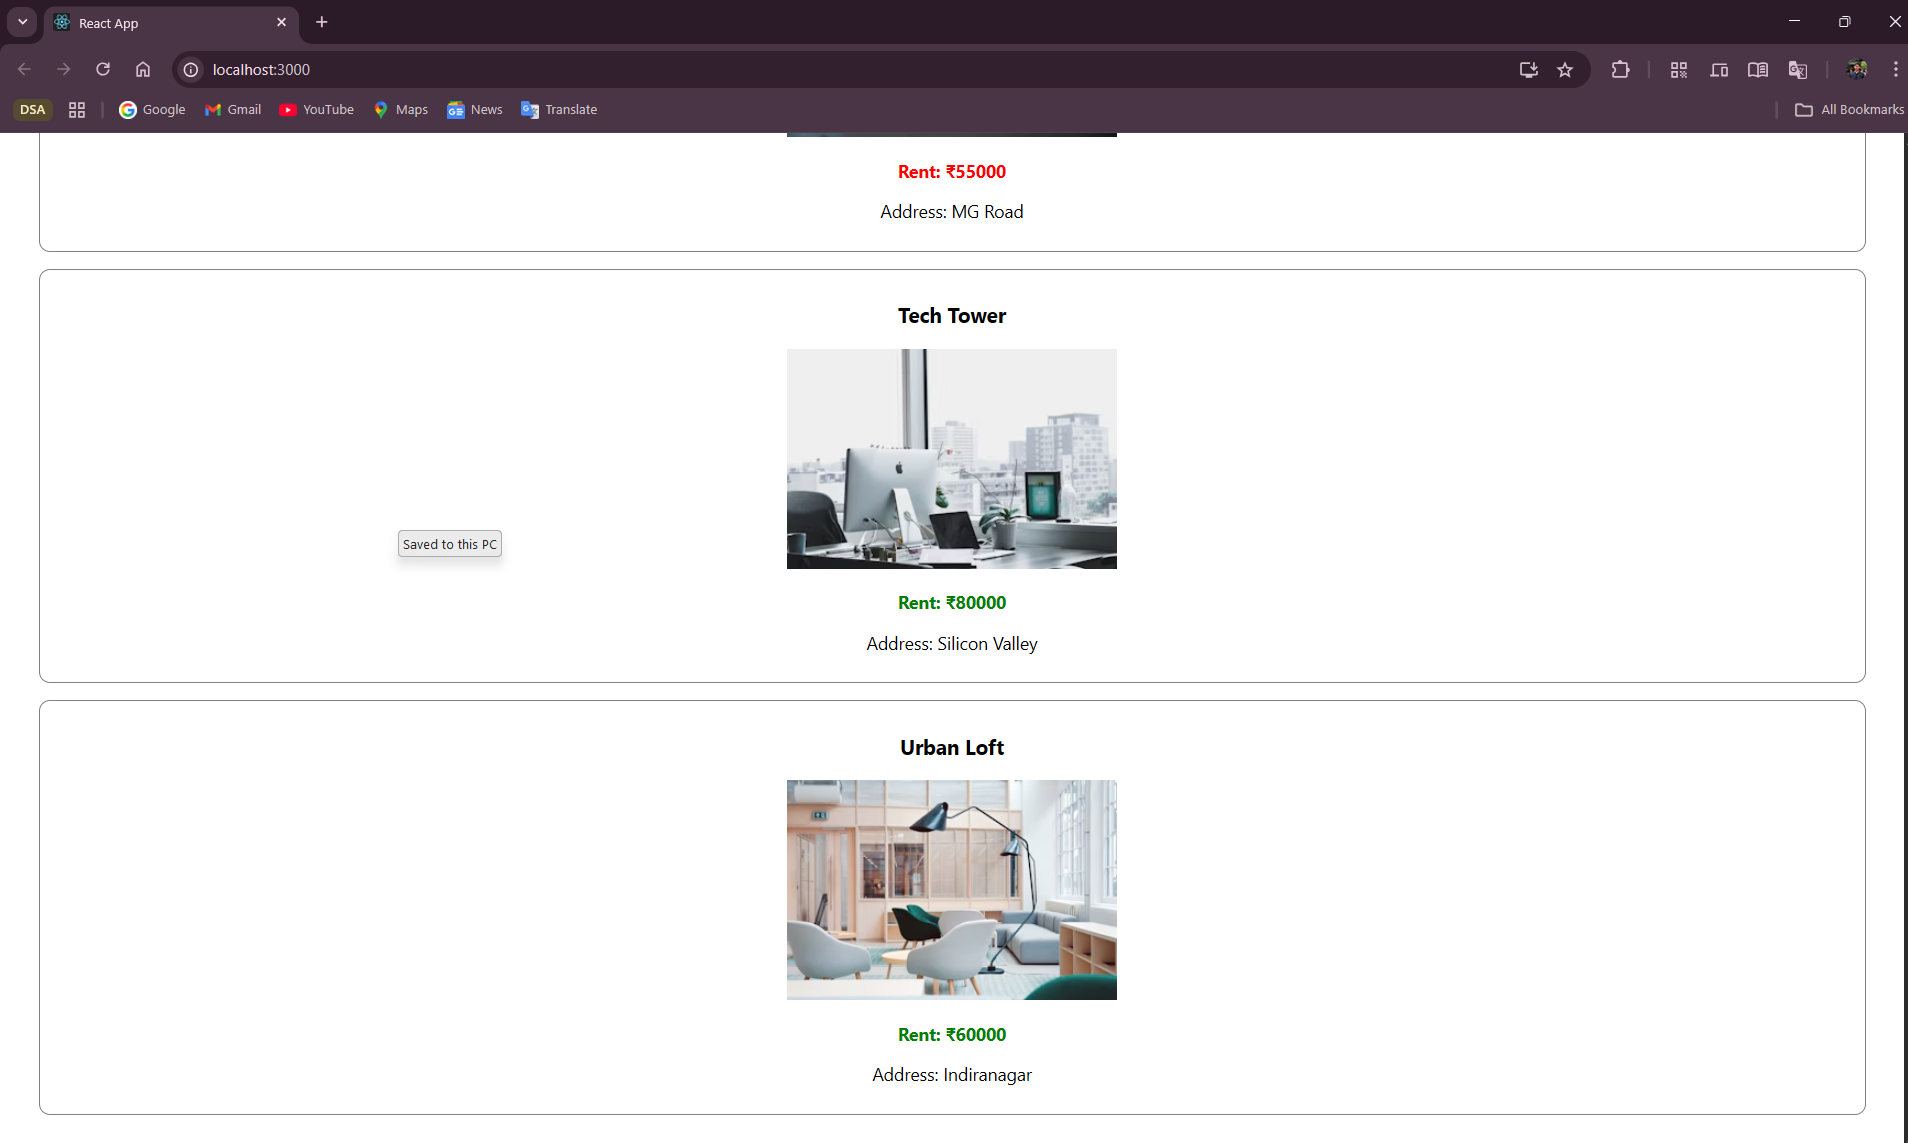 React App
localhost:3000
DSA
Google
Gmail
YouTube
Maps
News
Translate
All Bookmarks
Rent: ₹55000
Address: MG Road
Tech Tower
Saved to this PC
Rent: ₹80000
Address: Silicon Valley
Urban Loft
Rent: ₹60000
Address: Indiranagar